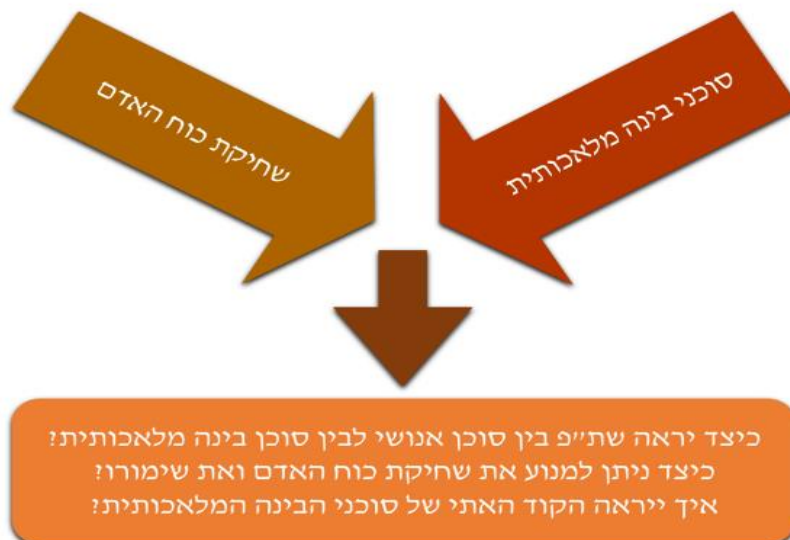 סוכני בינה מלאכותית
שחיקת כוח האדם
כיצד יראה שת״פ בין סוכן אנושי לבין סוכן בינה מלאכותית?
כיצד ניתן למנוע את שחיקת כוח האדם ואת שימורו?
איך ייראה הקוד האתי של סוכני הבינה המלאכותית?